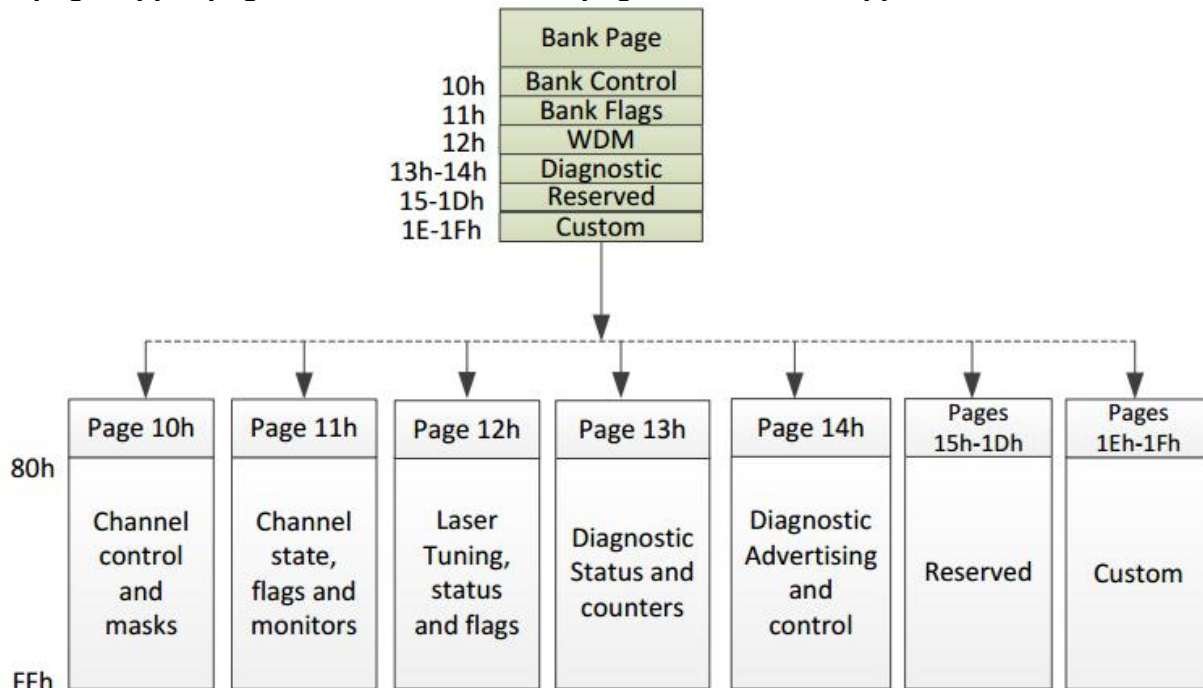 Bank Page
10h Bank Control
11h Bank Flags
12h WDM
13h-14h Diagnostic
15-1Dh Reserved
1E-1Fh Custom
Page 10h
Page 11h
Page 12h
Page 13h
Page 14h
Pages
15h-1Dh
Pages
1Eh-1Fh
80h
Channel
control
and
masks
Channel
state,
flags and
monitors
Laser
Tuning,
status
and flags
Diagnostic
Status and
counters
Diagnostic
Advertising
and
control
Reserved
Custom
FFh